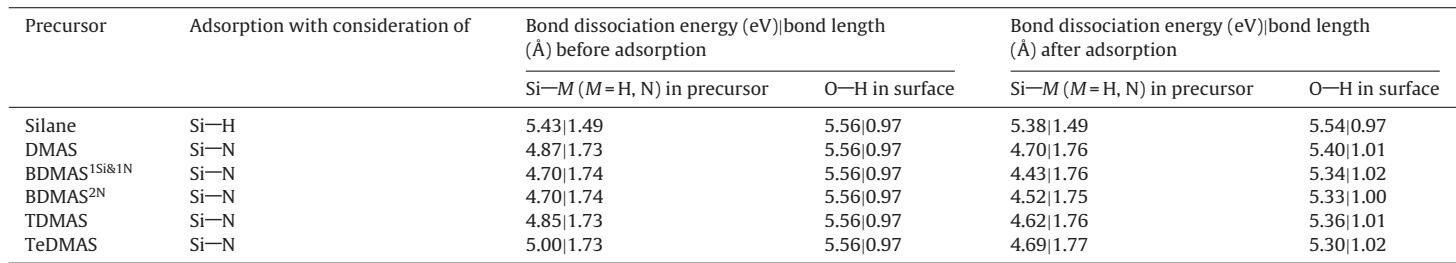 Precursor Adsorption with consideration of Bond dissociation energy (eV)|bond length Bond dissociation energy (eV)|bond length
(Å) before adsorption (Å) after adsorption
Si—M (M = H, N) in precursor O—H in surface Si—M (M = H, N) in precursor O—H in surface
Silane Si—H 5.43|1.49 5.56|0.97 5.38|1.49 5.54|0.97
DMAS Si—N 4.87|1.73 5.56|0.97 4.70|1.76 5.40|1.01
BDMAS1Si&1N Si—N 4.70|1.74 5.56|0.97 4.43|1.76 5.34|1.02
BDMAS2N Si—N 4.70|1.74 5.56|0.97 4.52|1.75 5.33|1.00
TDMAS Si—N 4.85|1.73 5.56|0.97 4.62|1.76 5.36|1.01
TeDMAS Si—N 5.00|1.73 5.56|0.97 4.69|1.77 5.30|1.02